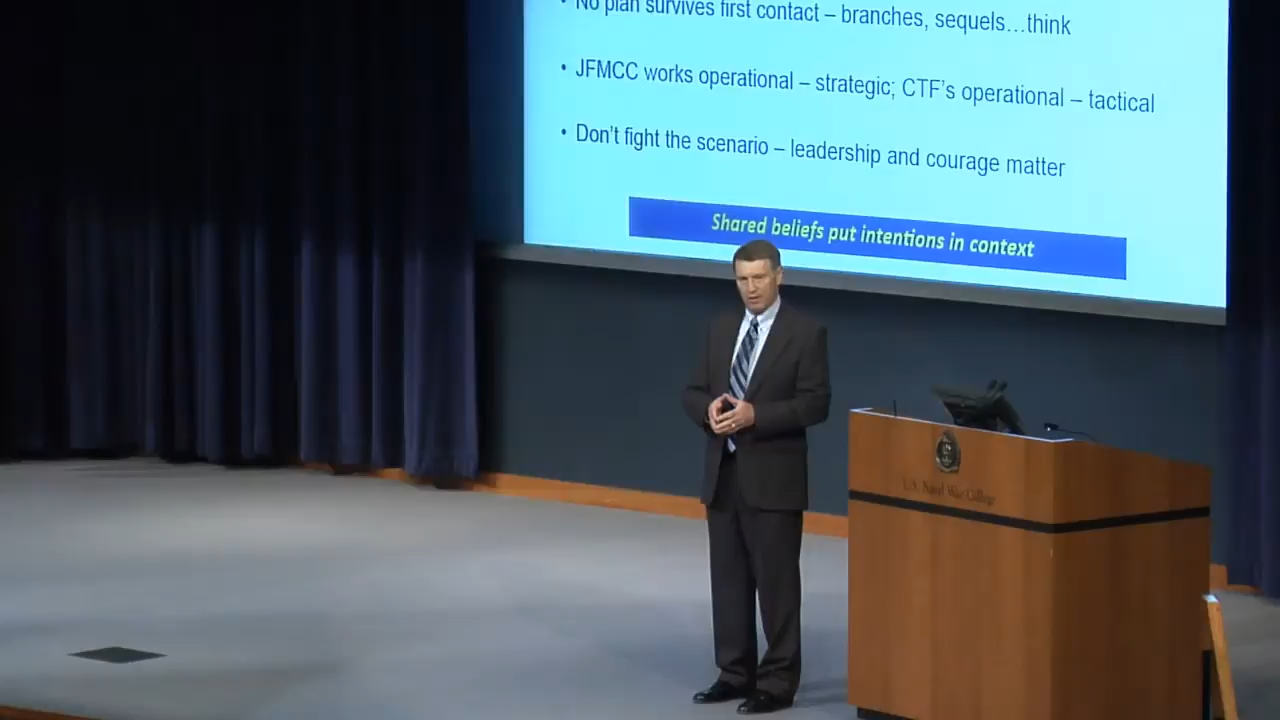 • No plan survives first contact – branches, sequels...think
• JFMCC works operational – strategic; CTF's operational – tactical
• Don't fight the scenario – leadership and courage matter
Shared beliefs put intentions in context
U.S. Naval War College